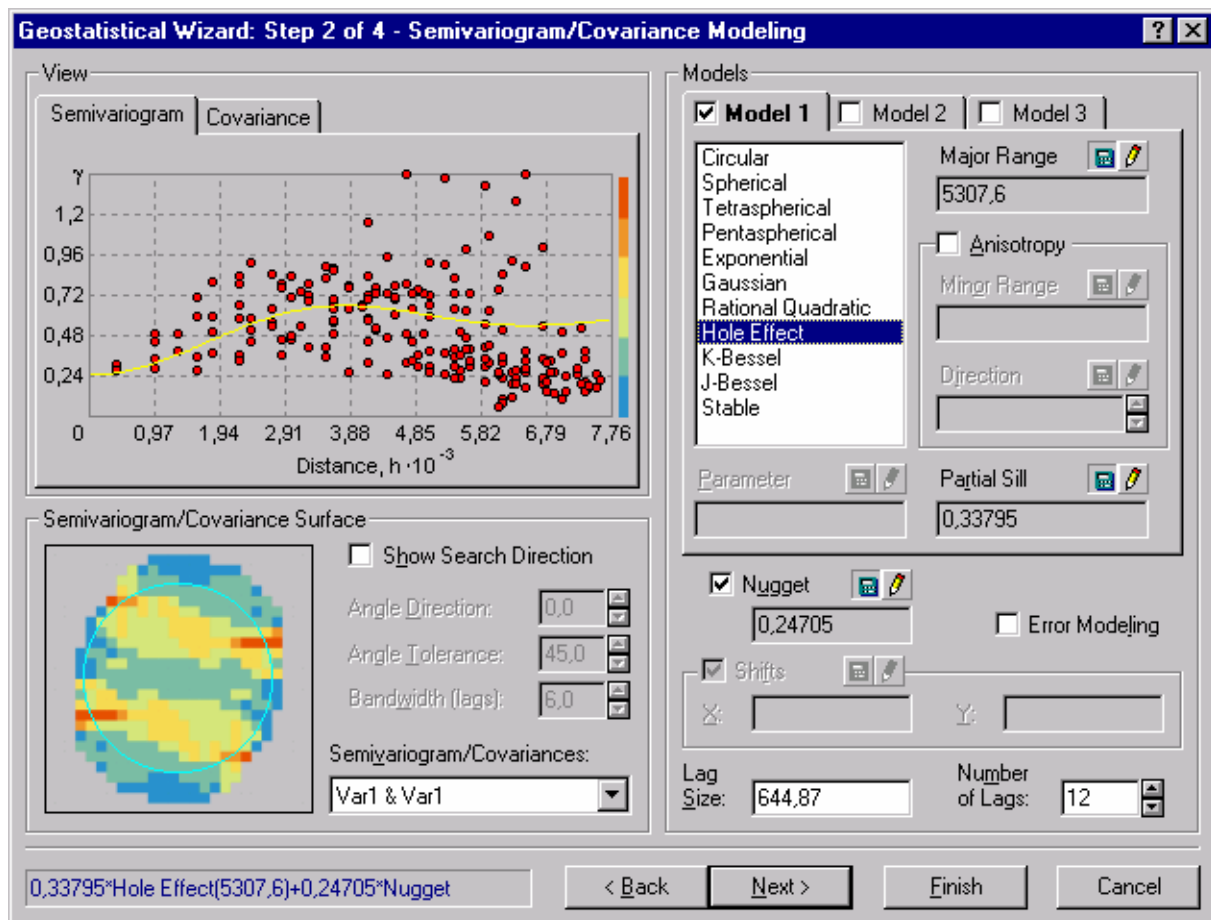 Geostatistical Wizard: Step 2 of 4 - Semivariogram/Covariance Modeling
View
Semivariogram
Covariance
γ
1,2
0,96
0,72
0,48
0,24
0
0,97
1,94
2,91
3,88
4,85
5,82
6,79
7,76
Distance, h ·10⁻³
Semivariogram/Covariance Surface
Show Search Direction
Angle Direction:
0,0
Angle Tolerance:
45,0
Bandwidth (lags):
6,0
Semivariogram/Covariances:
Var1 & Var1
Models
Model 1
Model 2
Model 3
Circular
Spherical
Tetraspherical
Pentaspherical
Exponential
Gaussian
Rational Quadratic
Hole Effect
K-Bessel
J-Bessel
Stable
Major Range
5307,6
Anisotropy
Minor Range
Direction
Parameter
Partial Sill
0,33795
Nugget
0,24705
Error Modeling
Shifts
X:
Y:
Lag
Size:
644,87
Number
of Lags:
12
0,33795*Hole Effect(5307,6)+0,24705*Nugget
< Back
Next >
Finish
Cancel